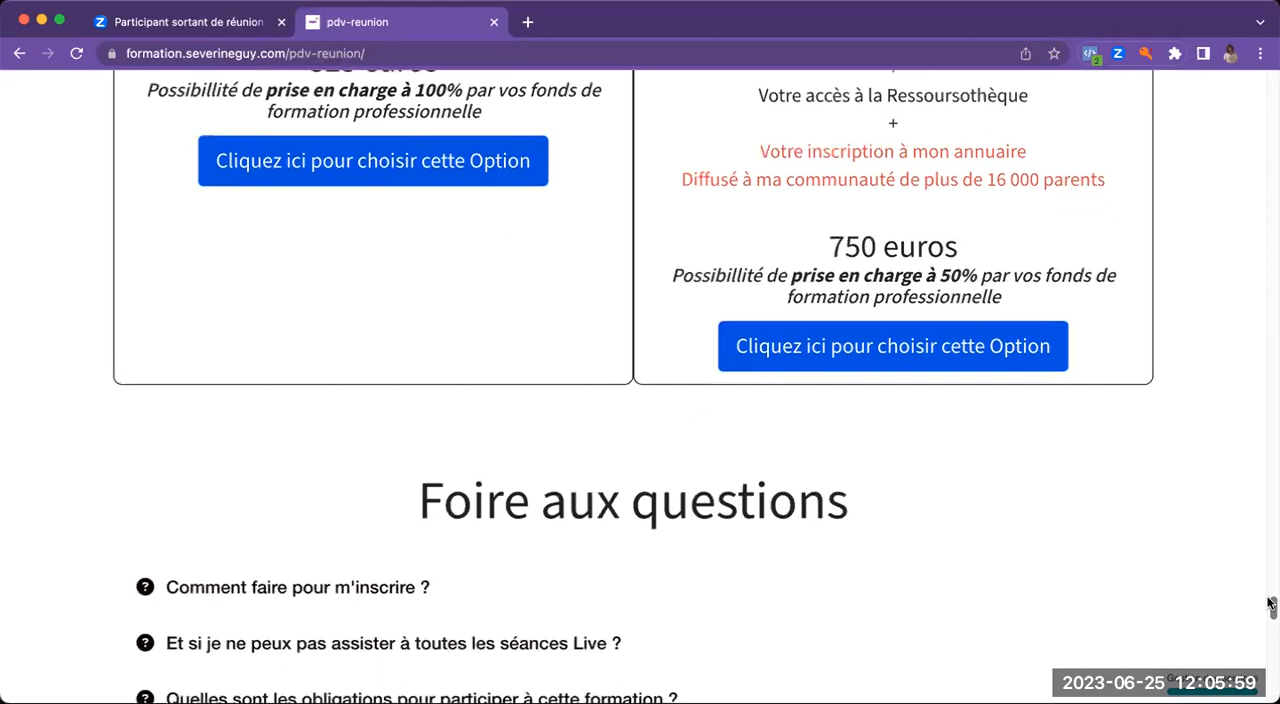 Participant sortant de réunion
pdv-reunion
formation.severineguy.com/pdv-reunion/
2
euros
Possibillité de prise en charge à 100% par vos fonds de
formation professionnelle
Cliquez ici pour choisir cette Option
Votre accès à la Ressoursothèque
+
Votre inscription à mon annuaire
Diffusé à ma communauté de plus de 16 000 parents
750 euros
Possibillité de prise en charge à 50% par vos fonds de
formation professionnelle
Cliquez ici pour choisir cette Option
Foire aux questions
Comment faire pour m'inscrire ?
Et si je ne peux pas assister à toutes les séances Live ?
Quelles sont les obligations pour participer à cette formation ?
2023-06-25 12:05:59